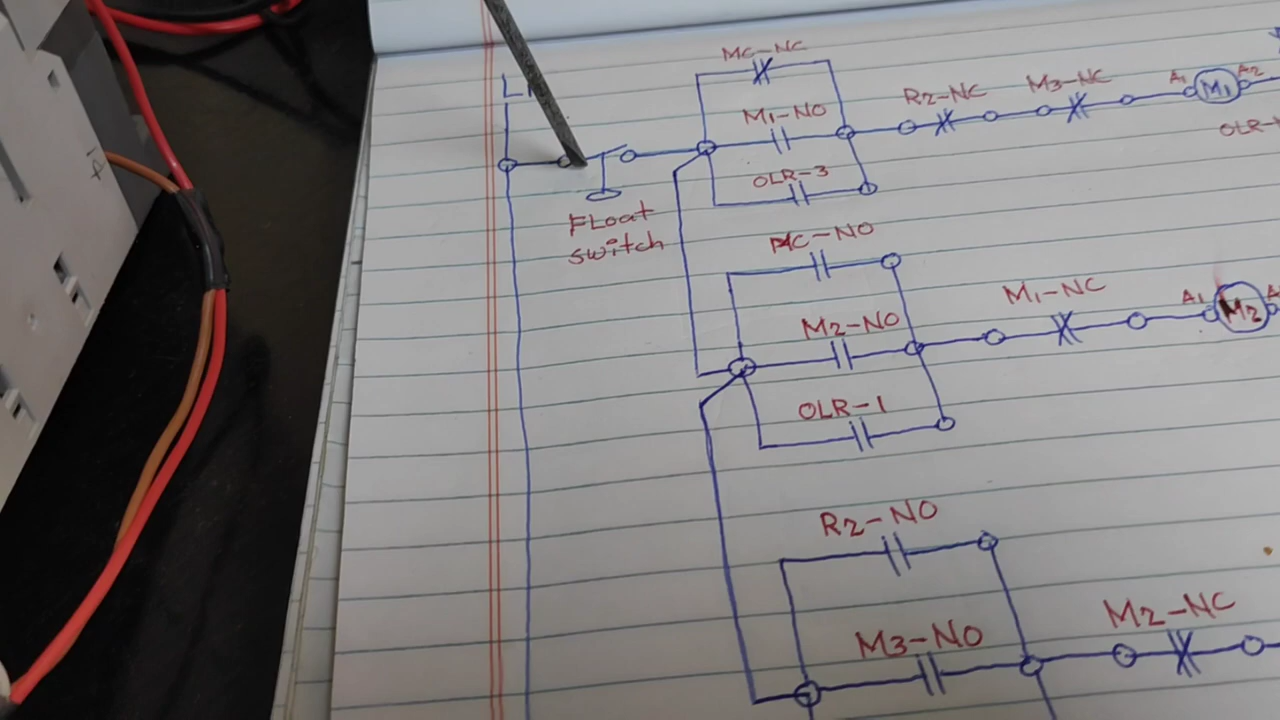 MC-NC
M1-NO
R2-NC
M3-NC
A1
M1
A2
OLR-3
Float
switch
MC-NO
M1-NC
M2-NO
A1
M2
OLR-1
R2-NO
M2-NC
M3-NO